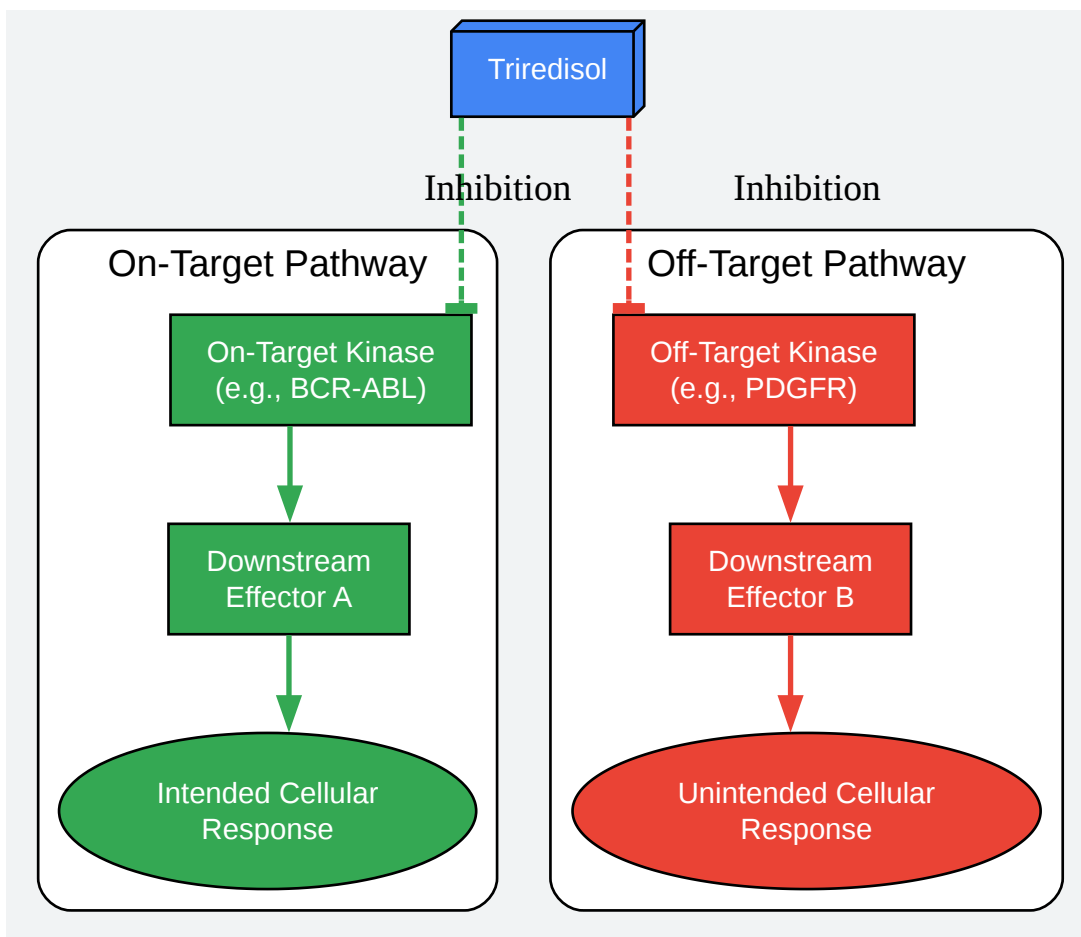 Triredisol
Inhibition
Inhibition
On-Target Pathway
On-Target Kinase
(e.g., BCR-ABL)
Downstream
Effector A
Intended Cellular
Response
Off-Target Pathway
Off-Target Kinase
(e.g., PDGFR)
Downstream
Effector B
Unintended Cellular
Response